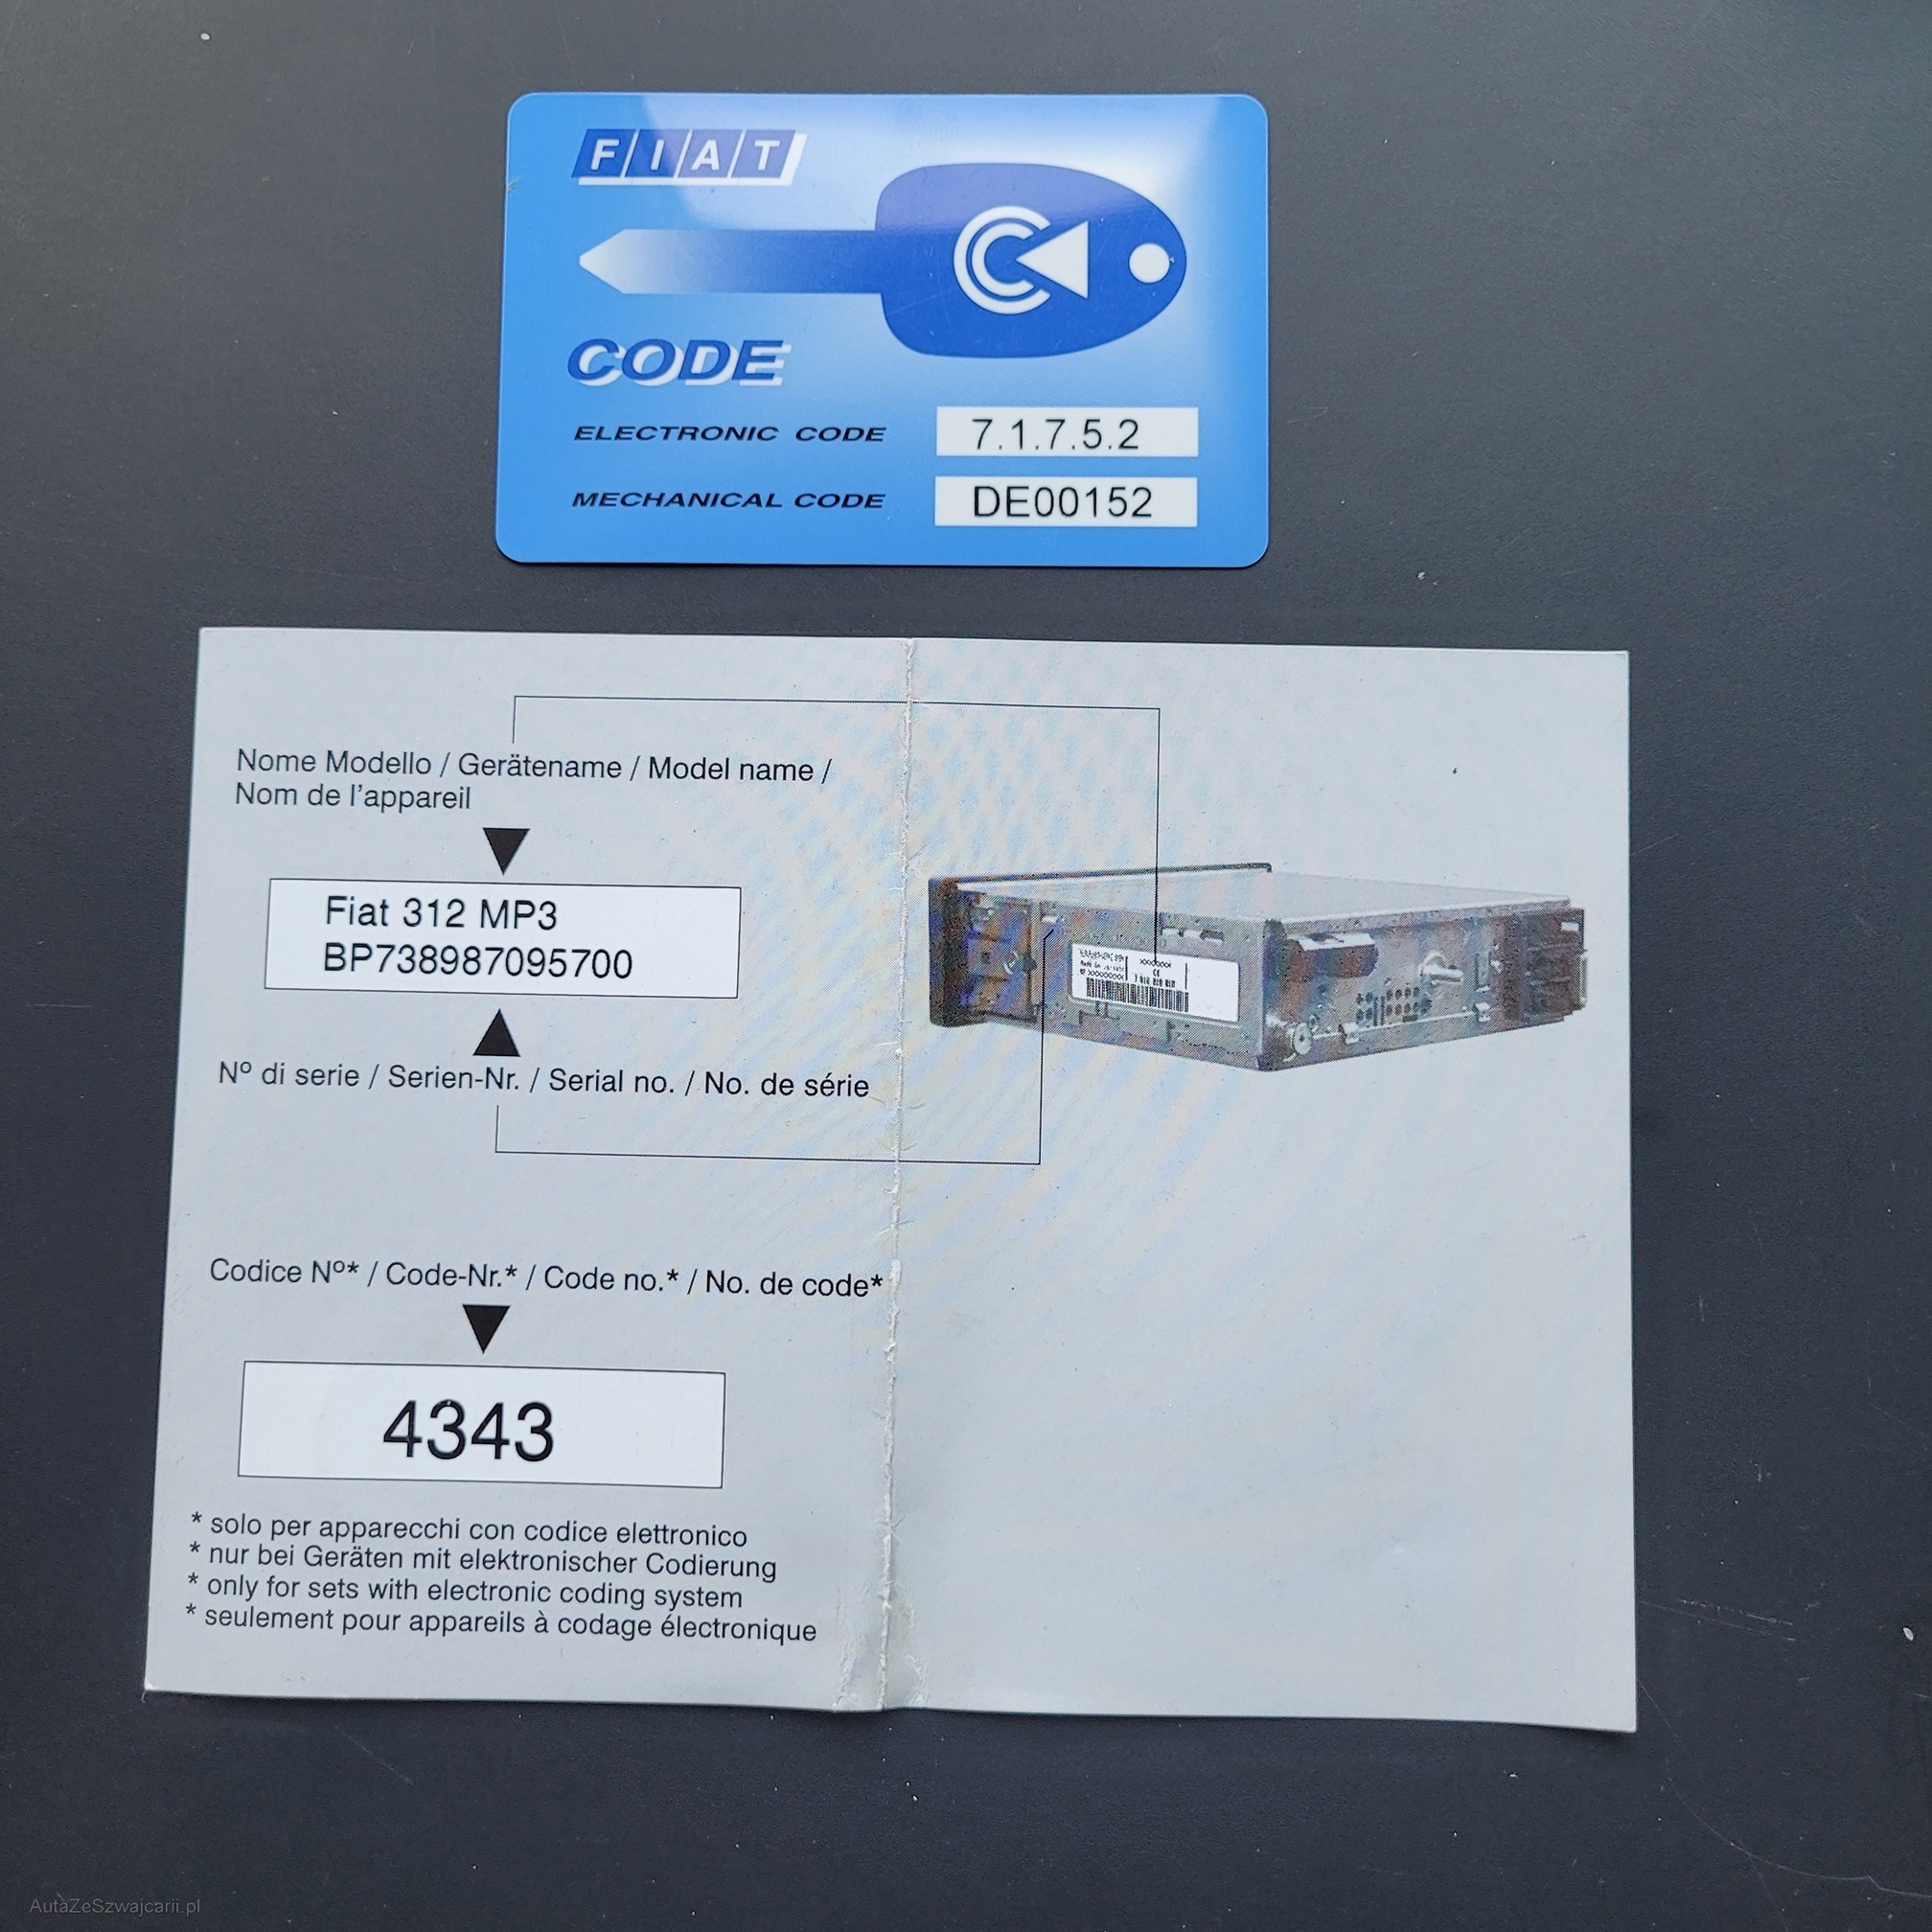 FIAT
CODE
ELECTRONIC CODE 7.1.7.5.2
MECHANICAL CODE DE00152
Nome Modello / Gerätename / Model name /
Nom de l'appareil
Fiat 312 MP3
BP738987095700
Nº di serie / Serien-Nr. / Serial no. / No. de série
Codice Nº* / Code-Nr.* / Code no.* / No. de code*
4343
* solo per apparecchi con codice elettronico
* nur bei Geräten mit elektronischer Codierung
* only for sets with electronic coding system
* seulement pour appareils à codage électronique
AutaZeSzwajcarii.pl